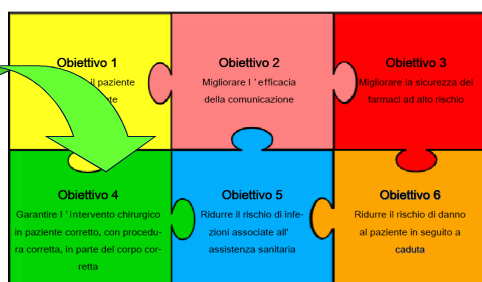 Obiettivo 1
il paziente
Obiettivo 2
Migliorare l'efficacia
della comunicazione
Obiettivo 3
Migliorare la sicurezza dei
farmaci ad alto rischio
Obiettivo 4
Garantire l'intervento chirurgico
in paziente corretto, con procedu-
ra corretta, in parte del corpo cor-
retta
Obiettivo 5
Ridurre il rischio di infe-
zioni associate all'
assistenza sanitaria
Obiettivo 6
Ridurre il rischio di danno
al paziente in seguito a
caduta